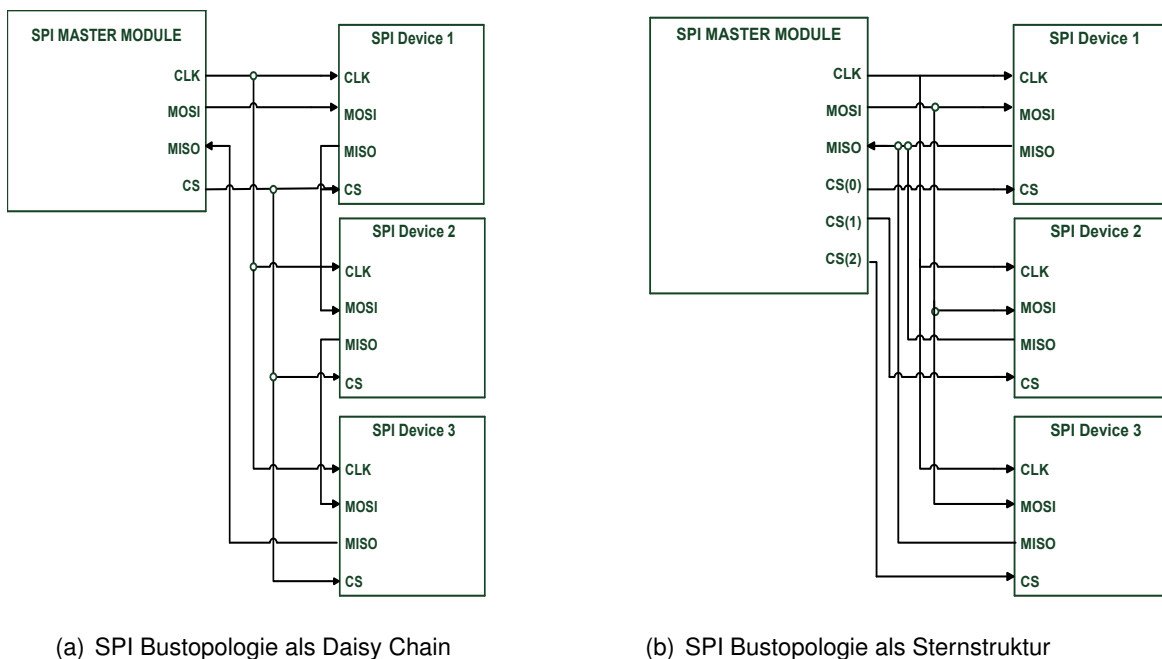 SPI MASTER MODULE
CLK
MOSI
MISO
CS
SPI Device 1
CLK
MOSI
MISO
CS
SPI Device 2
CLK
MOSI
MISO
CS
SPI Device 3
CLK
MOSI
MISO
CS
(a) SPI Bustopologie als Daisy Chain
SPI MASTER MODULE
CLK
MOSI
MISO
CS(0)
CS(1)
CS(2)
SPI Device 1
CLK
MOSI
MISO
CS
SPI Device 2
CLK
MOSI
MISO
CS
SPI Device 3
CLK
MOSI
MISO
CS
(b) SPI Bustopologie als Sternstruktur